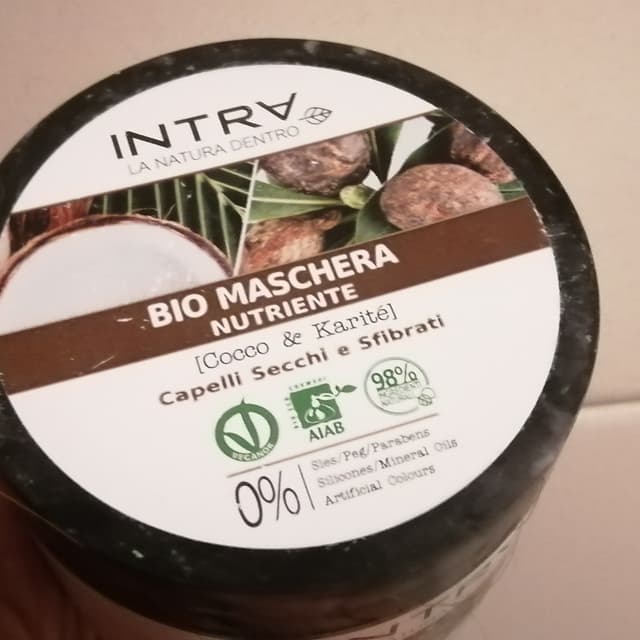 INTRA
LA NATURA DENTRO
BIO MASCHERA
NUTRIENTE
[Cocco & Karité]
Capelli Secchi e Sfibrati
VEGANOK
AIAB
98%
0%
Sles/Peg/Parabens
Silicones/Mineral Oils
Artificial Colours